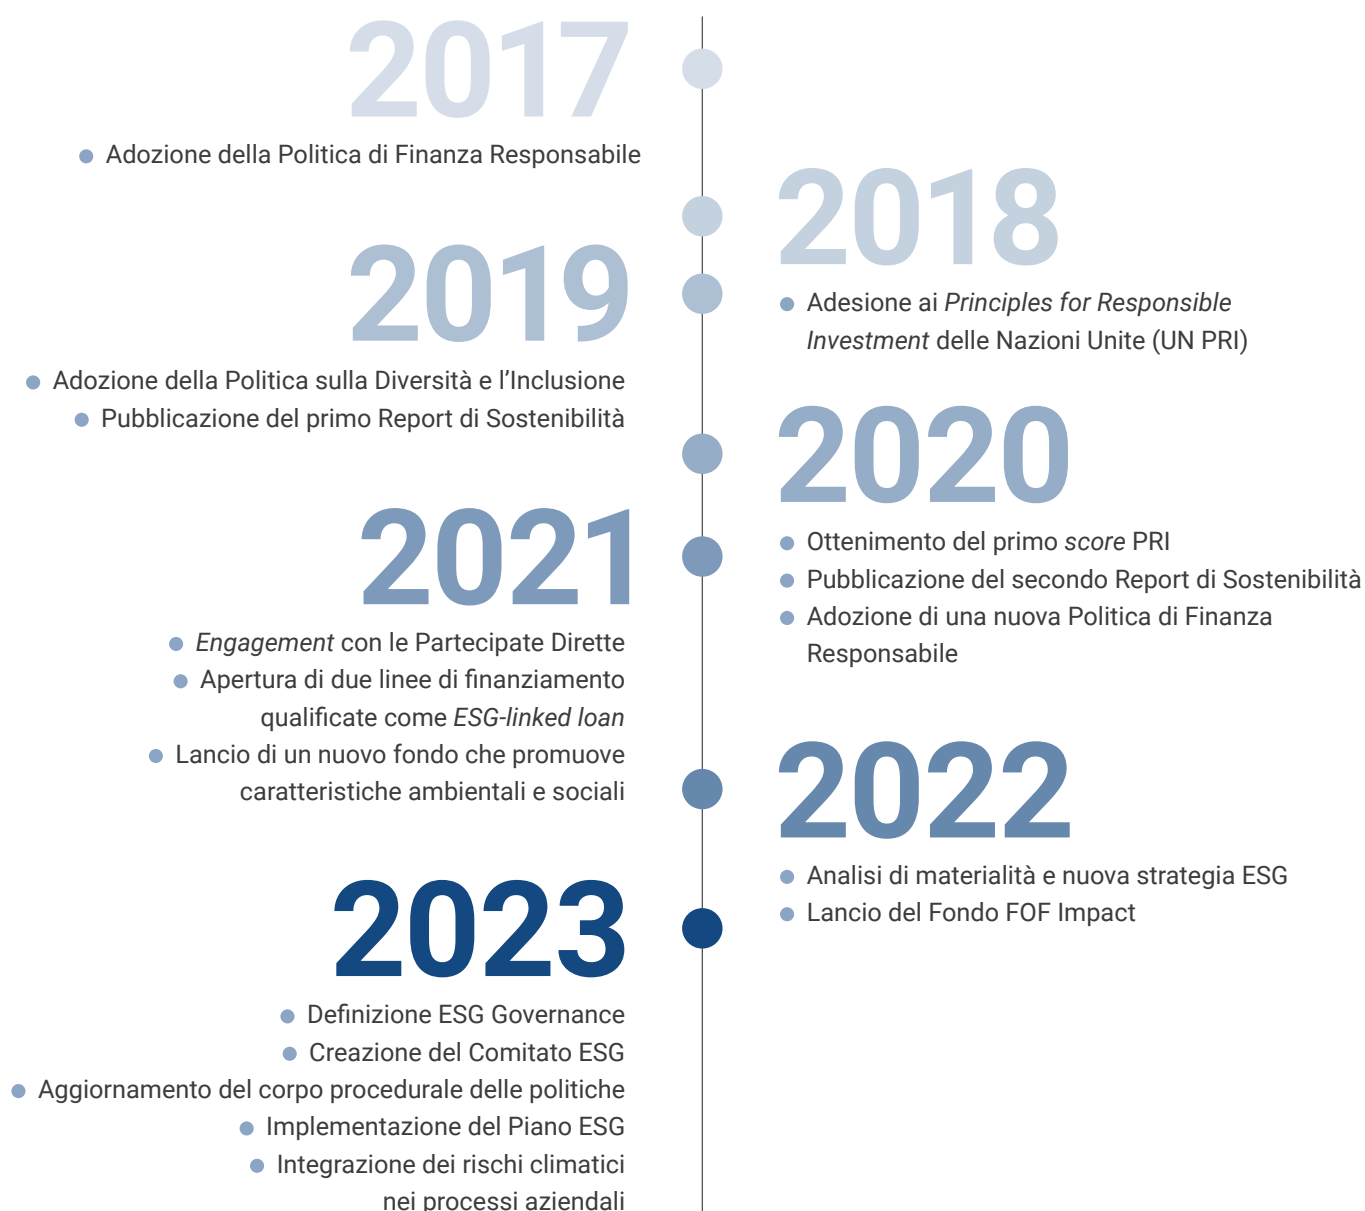 2017
Adozione della Politica di Finanza Responsabile
2018
Adesione ai Principles for Responsible
Investment delle Nazioni Unite (UN PRI)
2019
Adozione della Politica sulla Diversità e l’Inclusione
Pubblicazione del primo Report di Sostenibilità
2020
Ottenimento del primo score PRI
Pubblicazione del secondo Report di Sostenibilità
Adozione di una nuova Politica di Finanza
Responsabile
2021
Engagement con le Partecipate Dirette
Apertura di due linee di finanziamento
qualificate come ESG-linked loan
Lancio di un nuovo fondo che promuove
caratteristiche ambientali e sociali
2022
Analisi di materialità e nuova strategia ESG
Lancio del Fondo FOF Impact
2023
Definizione ESG Governance
Creazione del Comitato ESG
Aggiornamento del corpo procedurale delle politiche
Implementazione del Piano ESG
Integrazione dei rischi climatici
nei processi aziendali